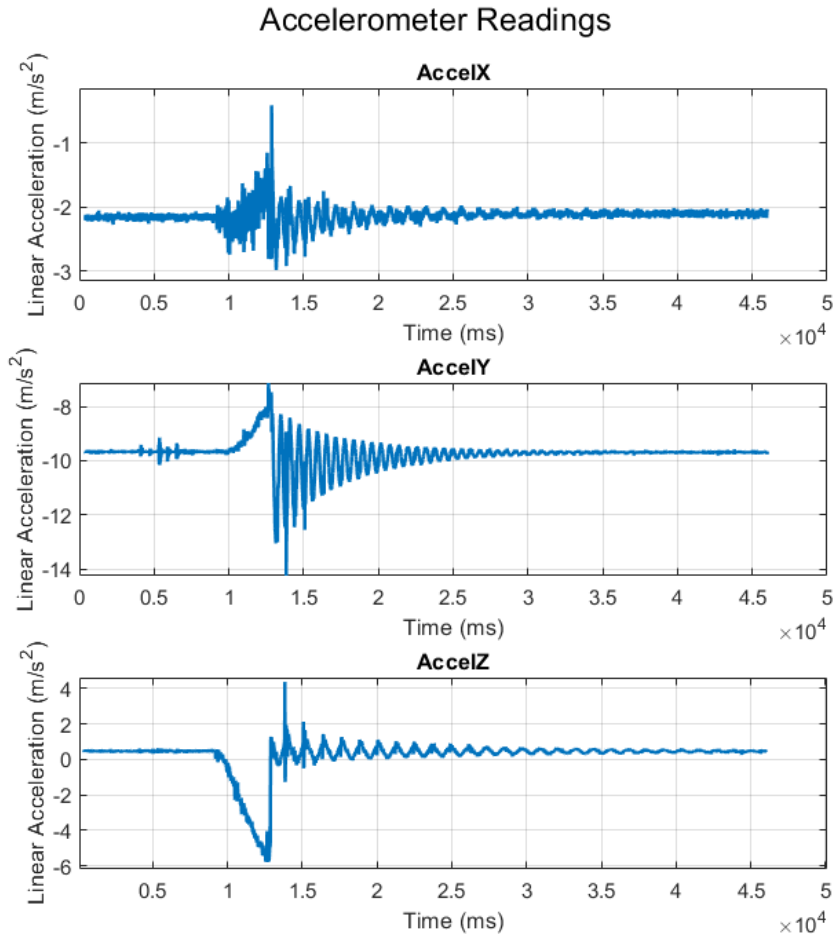 Accelerometer Readings
AccelX
Linear Acceleration (m/s²)
-1
-2
-3
0 0.5 1 1.5 2 2.5 3 3.5 4 4.5 5
Time (ms)
×10⁴
AccelY
Linear Acceleration (m/s²)
-8
-10
-12
-14
0 0.5 1 1.5 2 2.5 3 3.5 4 4.5 5
Time (ms)
×10⁴
AccelZ
Linear Acceleration (m/s²)
4
2
0
-2
-4
-6
0.5 1 1.5 2 2.5 3 3.5 4 4.5 5
Time (ms)
×10⁴